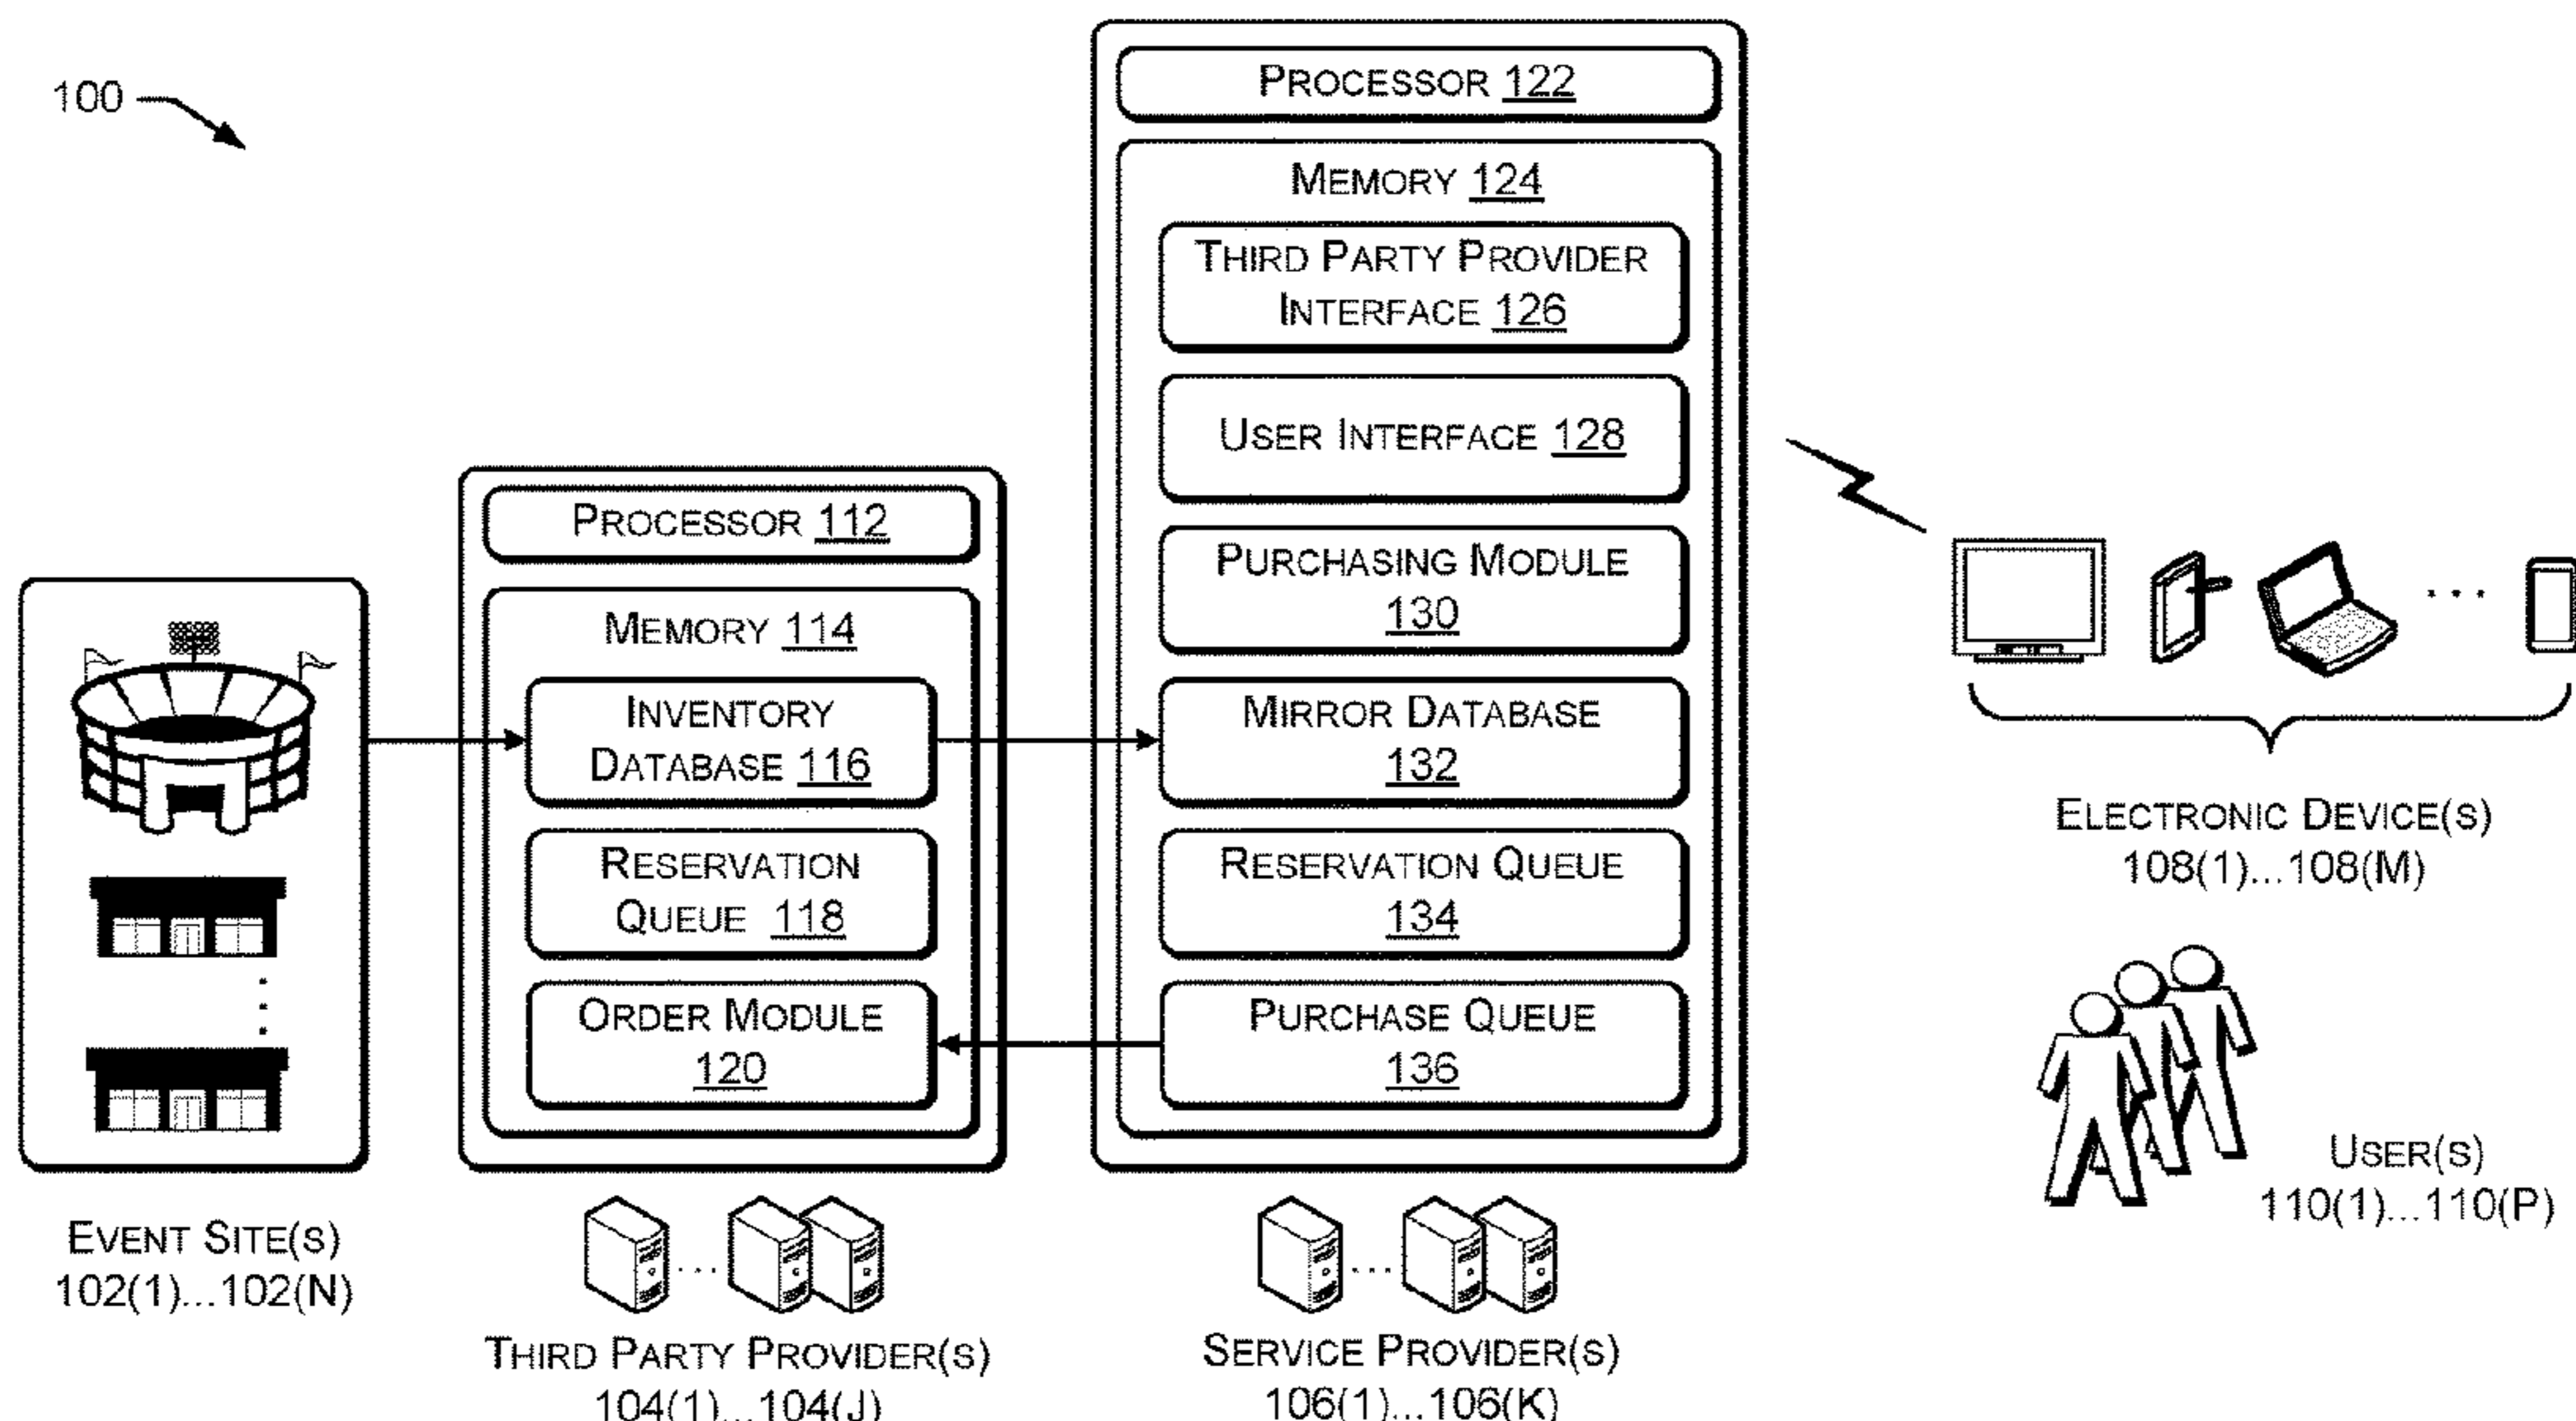 100
PROCESSOR 122
MEMORY 124
THIRD PARTY PROVIDER
INTERFACE 126
USER INTERFACE 128
PURCHASING MODULE
130
MIRROR DATABASE
132
RESERVATION QUEUE
134
PURCHASE QUEUE
136
PROCESSOR 112
MEMORY 114
INVENTORY
DATABASE 116
RESERVATION
QUEUE 118
ORDER MODULE
120
EVENT SITE(S)
102(1)...102(N)
THIRD PARTY PROVIDER(S)
104(1)...104(J)
SERVICE PROVIDER(S)
106(1)...106(K)
ELECTRONIC DEVICE(S)
108(1)...108(M)
USER(S)
110(1)...110(P)